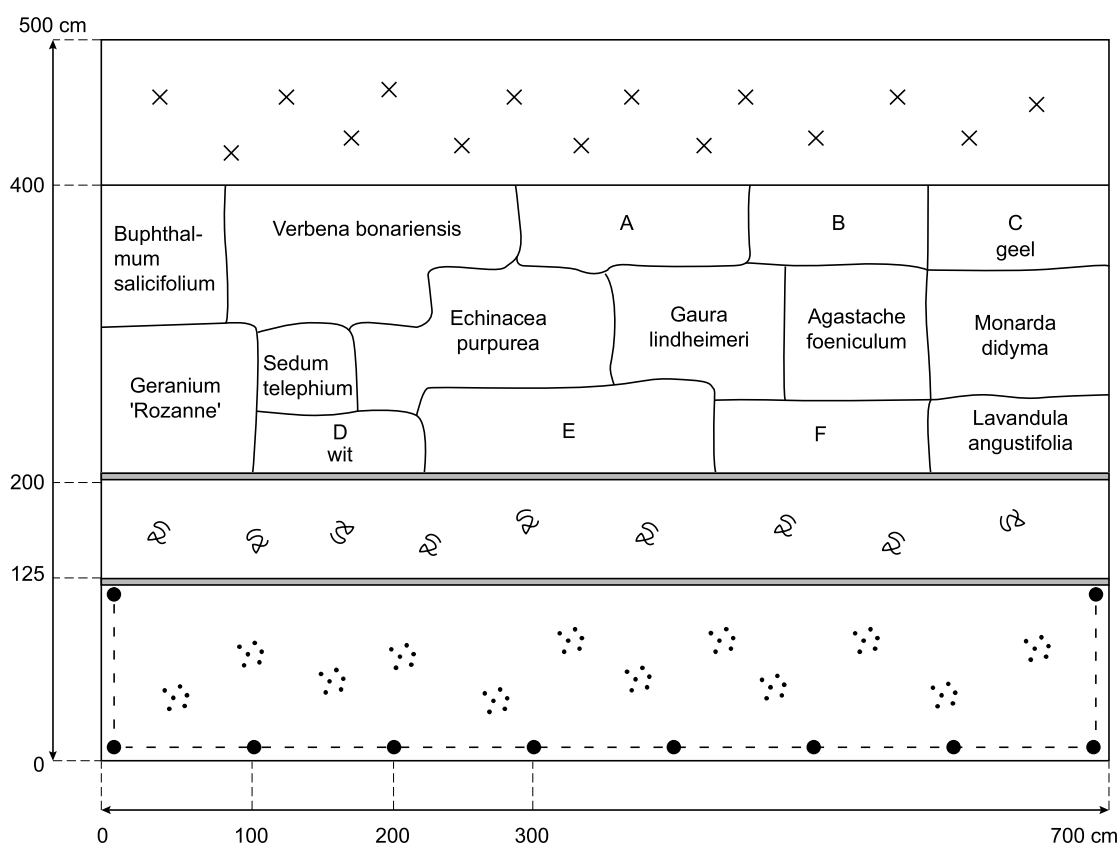 500 cm
400
Buphthal-
mum
salicifolium
Verbena bonariensis
A
B
C
geel
Echinacea
purpurea
Gaura
lindheimeri
Agastache
foeniculum
Monarda
didyma
Geranium
'Rozanne'
Sedum
telephium
D
wit
E
F
Lavandula
angustifolia
200
125
0
0
100
200
300
700 cm